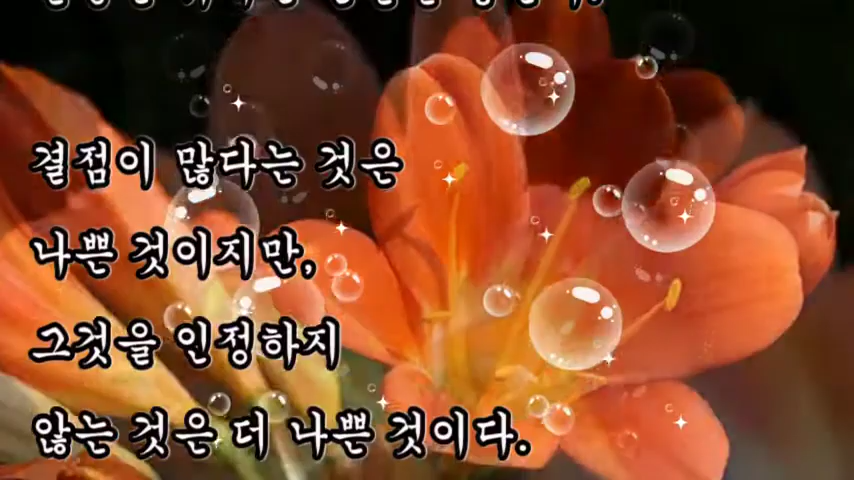 결점이 많다는 것은
나쁜 것이지만,
그것을 인정하지
않는 것은 더 나쁜 것이다.